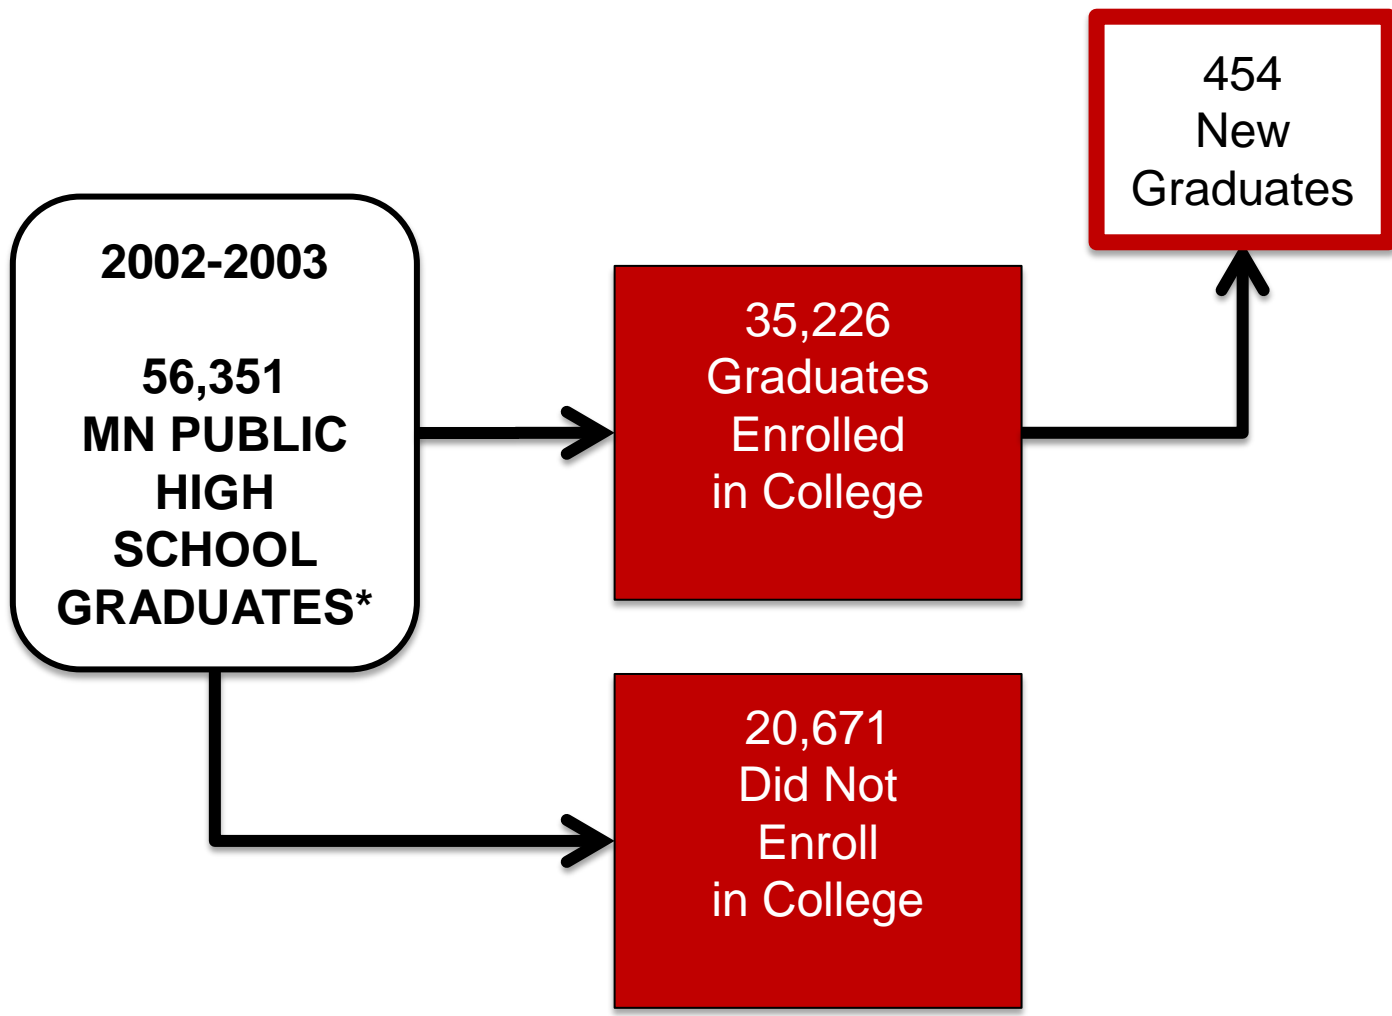 454
New
Graduates
2002-2003
56,351
MN PUBLIC
HIGH
SCHOOL
GRADUATES*
35,226
Graduates
Enrolled
in College
20,671
Did Not
Enroll
in College